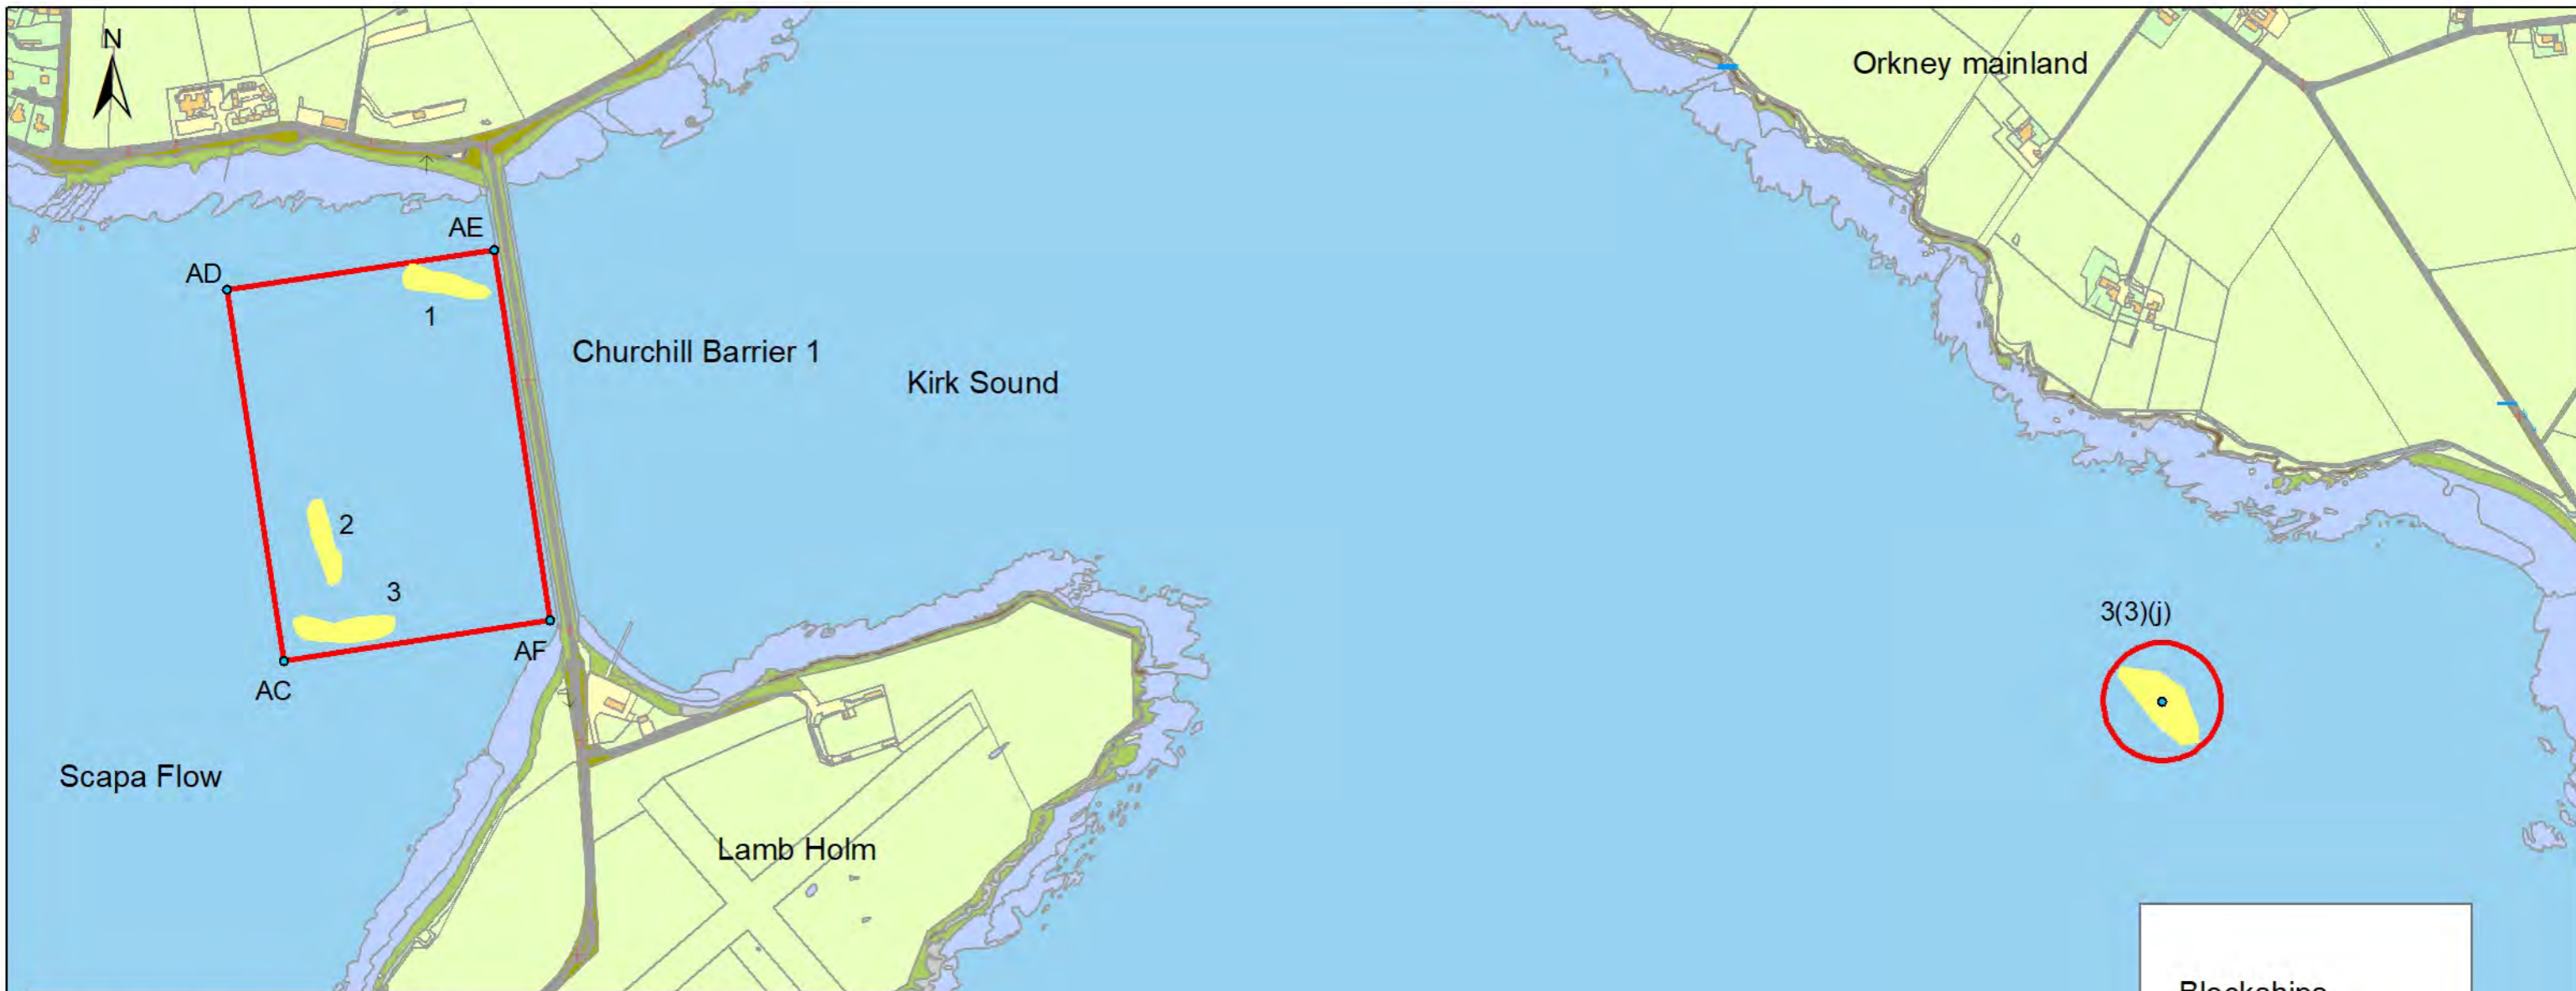 N
Orkney mainland
AE
AD
1
Churchill Barrier 1
Kirk Sound
2
3
3(3)(j)
AF
AC
Scapa Flow
Lamb Holm
Blockships